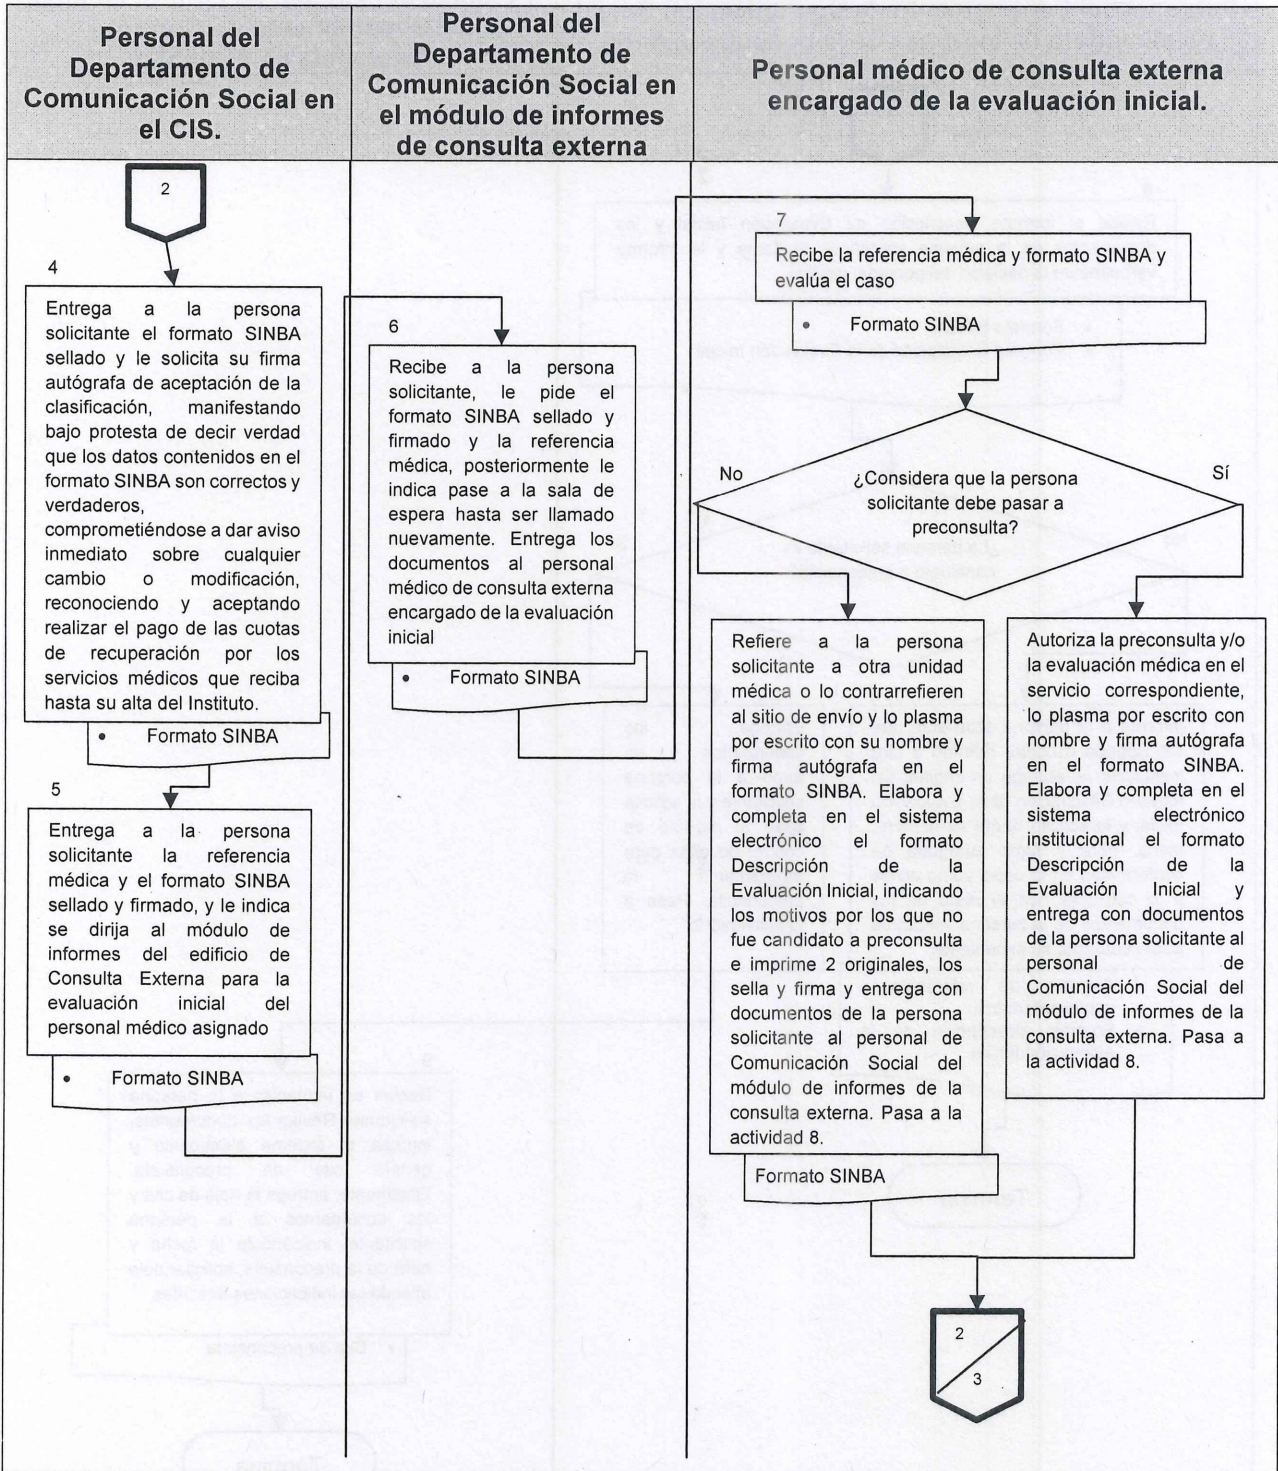 Personal del
Departamento de
Comunicación Social en
el CIS.
Personal del
Departamento de
Comunicación Social en
el módulo de informes
de consulta externa
Personal médico de consulta externa
encargado de la evaluación inicial.
2
4
Entrega a la persona
solicitante el formato SINBA
sellado y le solicita su firma
autógrafa de aceptación de la
clasificación, manifestando
bajo protesta de decir verdad
que los datos contenidos en el
formato SINBA son correctos y
verdaderos,
comprometiéndose a dar aviso
inmediato sobre cualquier
cambio o modificación,
reconociendo y aceptando
realizar el pago de las cuotas
de recuperación por los
servicios médicos que reciba
hasta su alta del Instituto.
• Formato SINBA
5
Entrega a la persona
solicitante la referencia
médica y el formato SINBA
sellado y firmado, y le indica
se dirija al módulo de
informes del edificio de
Consulta Externa para la
evaluación inicial del
personal médico asignado
• Formato SINBA
6
Recibe a la persona
solicitante, le pide el
formato SINBA sellado y
firmado y la referencia
médica, posteriormente le
indica pase a la sala de
espera hasta ser llamado
nuevamente. Entrega los
documentos al personal
médico de consulta externa
encargado de la evaluación
inicial
• Formato SINBA
7
Recibe la referencia médica y formato SINBA y
evalúa el caso
• Formato SINBA
¿Considera que la persona
solicitante debe pasar a
preconsulta?
No
Sí
Refiere a la persona
solicitante a otra unidad
médica o lo contrarrefieren
al sitio de envío y lo plasma
por escrito con su nombre y
firma autógrafa en el
formato SINBA. Elabora y
completa en el sistema
electrónico el formato
Descripción de la
Evaluación Inicial, indicando
los motivos por los que no
fue candidato a preconsulta
e imprime 2 originales, los
sella y firma y entrega con
documentos de la persona
solicitante al personal de
Comunicación Social del
módulo de informes de la
consulta externa. Pasa a la
actividad 8.
Formato SINBA
Autoriza la preconsulta y/o
la evaluación médica en el
servicio correspondiente,
lo plasma por escrito con
nombre y firma autógrafa
en el formato SINBA.
Elabora y completa en el
sistema electrónico
institucional el formato
Descripción de la
Evaluación Inicial y
entrega con documentos
de la persona solicitante al
personal de
Comunicación Social del
módulo de informes de la
consulta externa. Pasa a
la actividad 8.
2
3